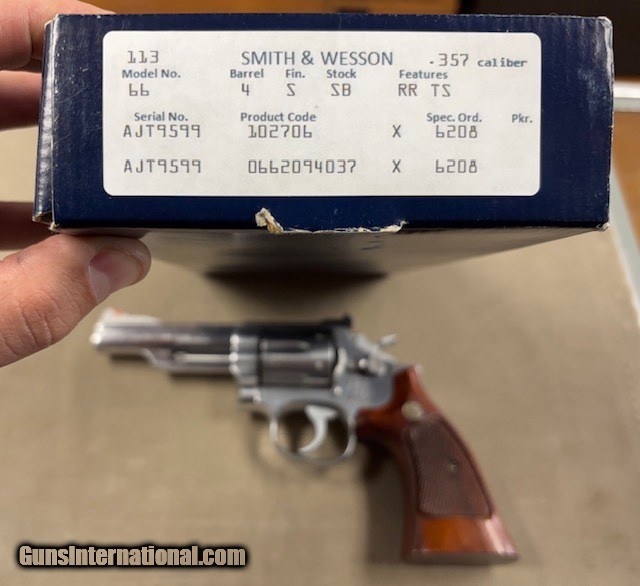 113 SMITH & WESSON .357 caliber
Model No. Barrel Fin. Stock Features
66 4 S SB RR TS
Serial No. Product Code Spec. Ord. Pkr.
AJT9599 102706 X 6208
AJT9599 0662094037 X 6208
GunsInternational.com